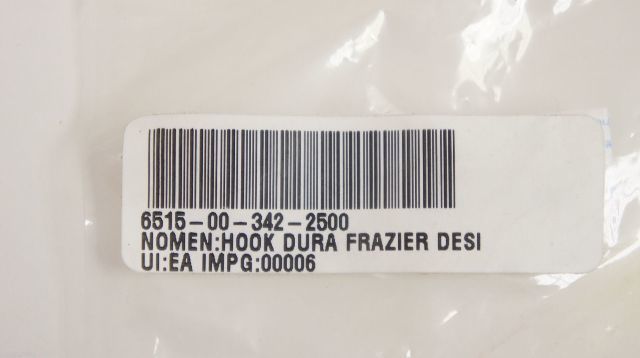 6515-00-342-2500
NOMEN:HOOK DURA FRAZIER DESI
UI:EA IMPG:00006